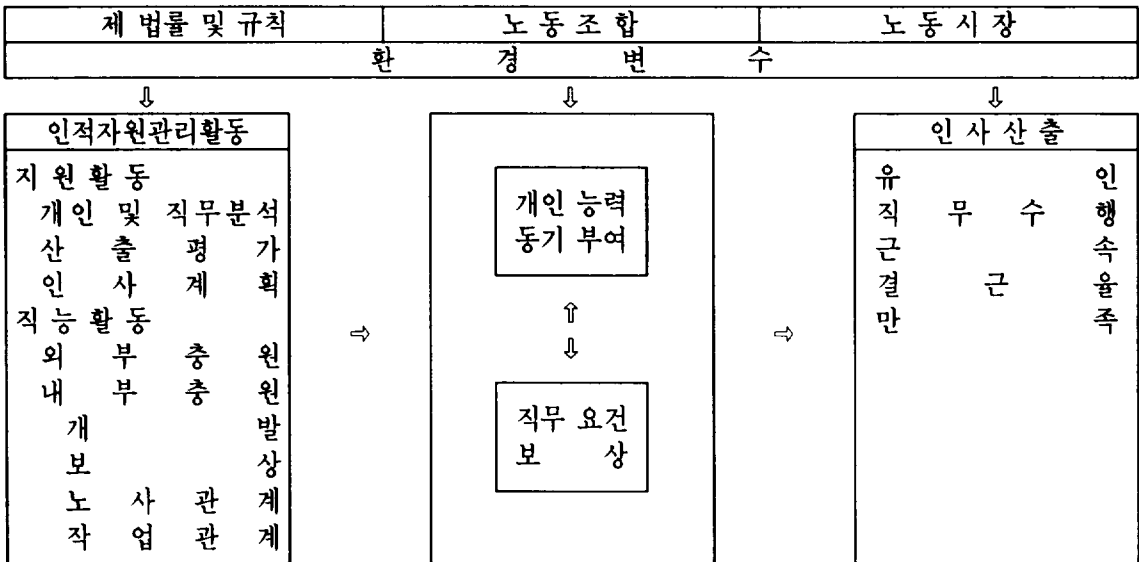 제 법률 및 규칙 노동조합 노동시장
환경변수
⇩ ⇩ ⇩
인적자원관리활동
지원활동
개인 및 직무분석
산출평가
인사계획
직능활동
외부충원
내부충원
개발
보상
노사관계
작업관계
⇨
개인 능력
동기 부여
⇧
⇩
직무 요건
보상
⇨
인사산출
유인
직무수행
근속
결근율
만족